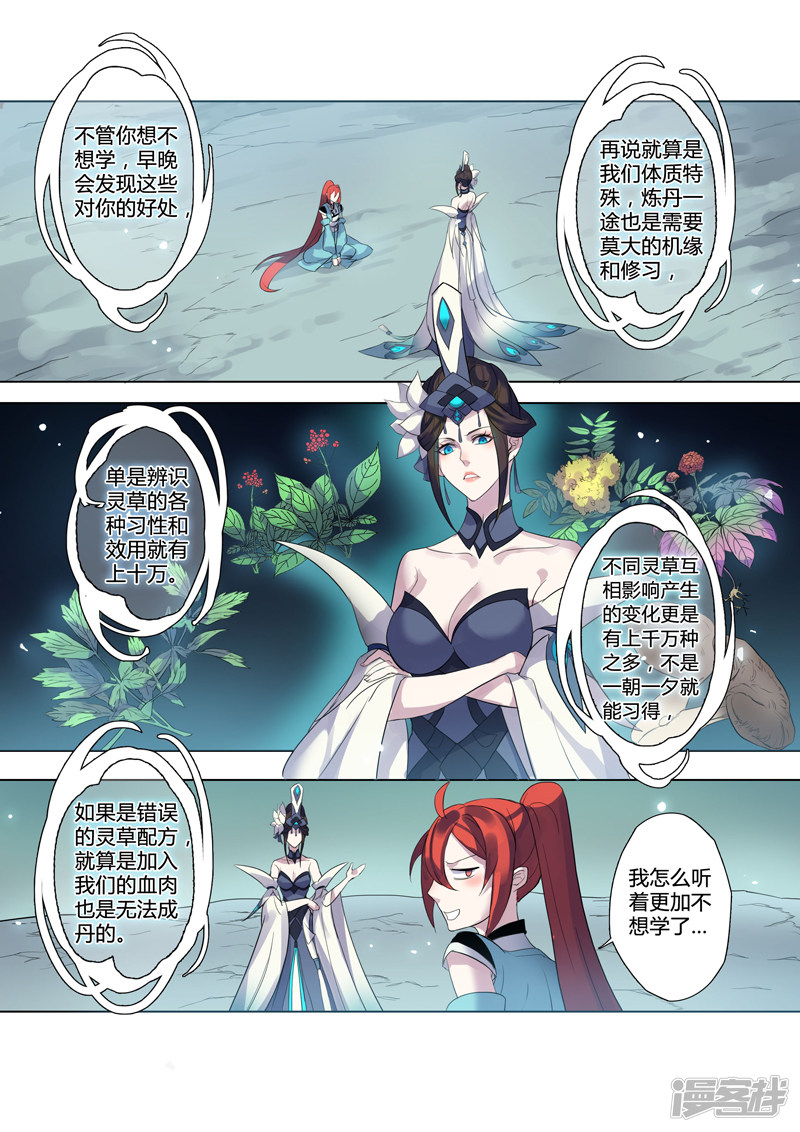 不管你想不
想学，早晚
会发现这些
对你的好处，
再说就算是
我们体质特
殊，炼丹一
途也是需要
莫大的机缘
和修习，
单是辨识
灵草的各
种习性和
效用就有
上十万。
不同灵草互
相影响产生
的变化更是
有上千万种
之多，不是
一朝一夕就
能习得，
如果是错误
的灵草配方，
就算是加入
我们的血肉
也是无法成
丹的。
我怎么听
着更加不
想学了...
漫客栈